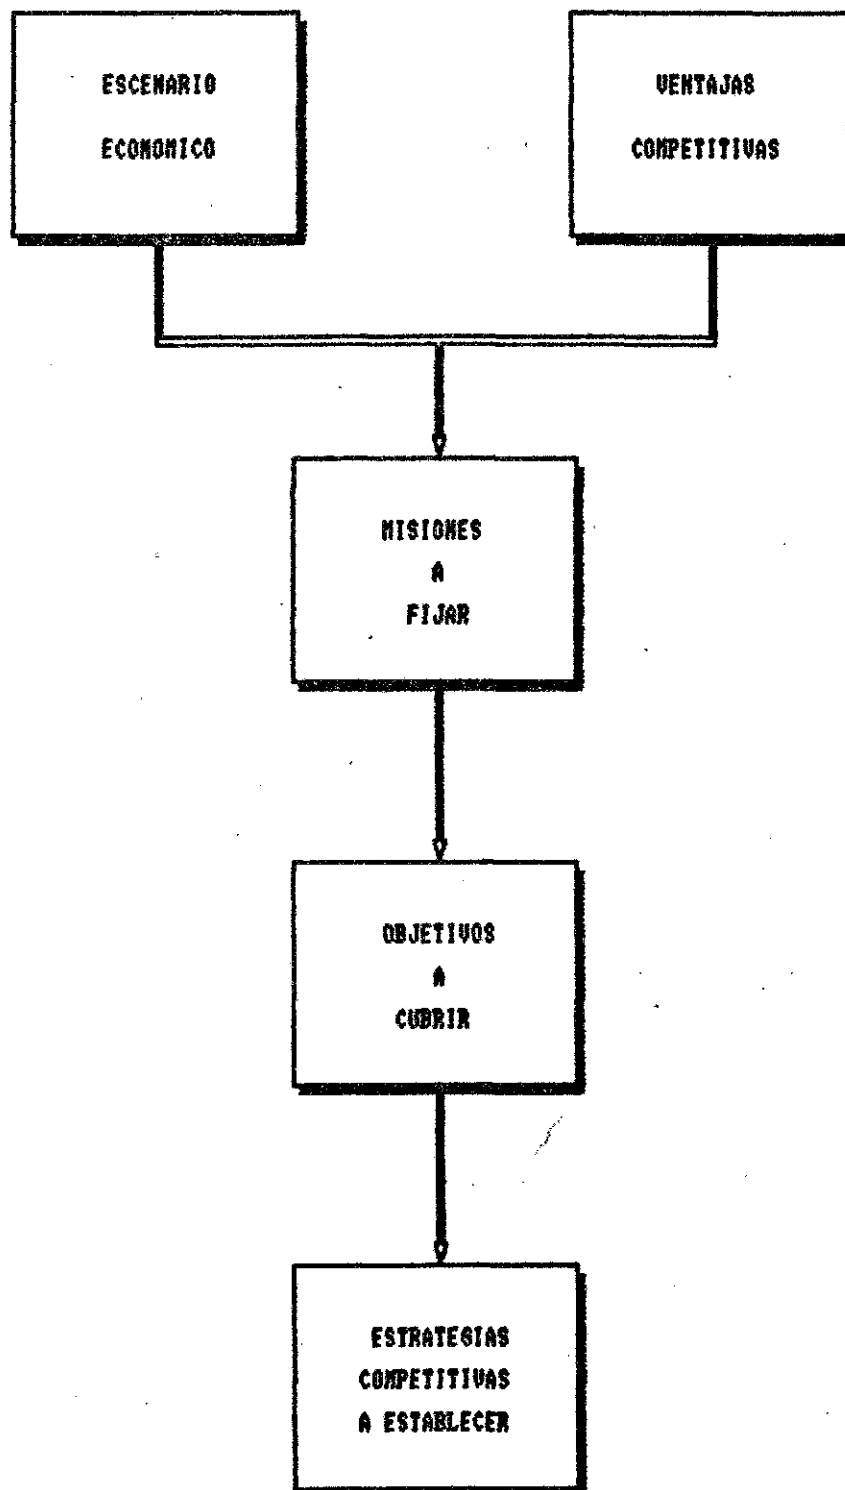 ESCENARIO
ECONOMICO
VENTAJAS
COMPETITIVAS
MISIONES
A
FIJAR
OBJETIVOS
A
CUBRIR
ESTRATEGIAS
COMPETITIVAS
A ESTABLECER